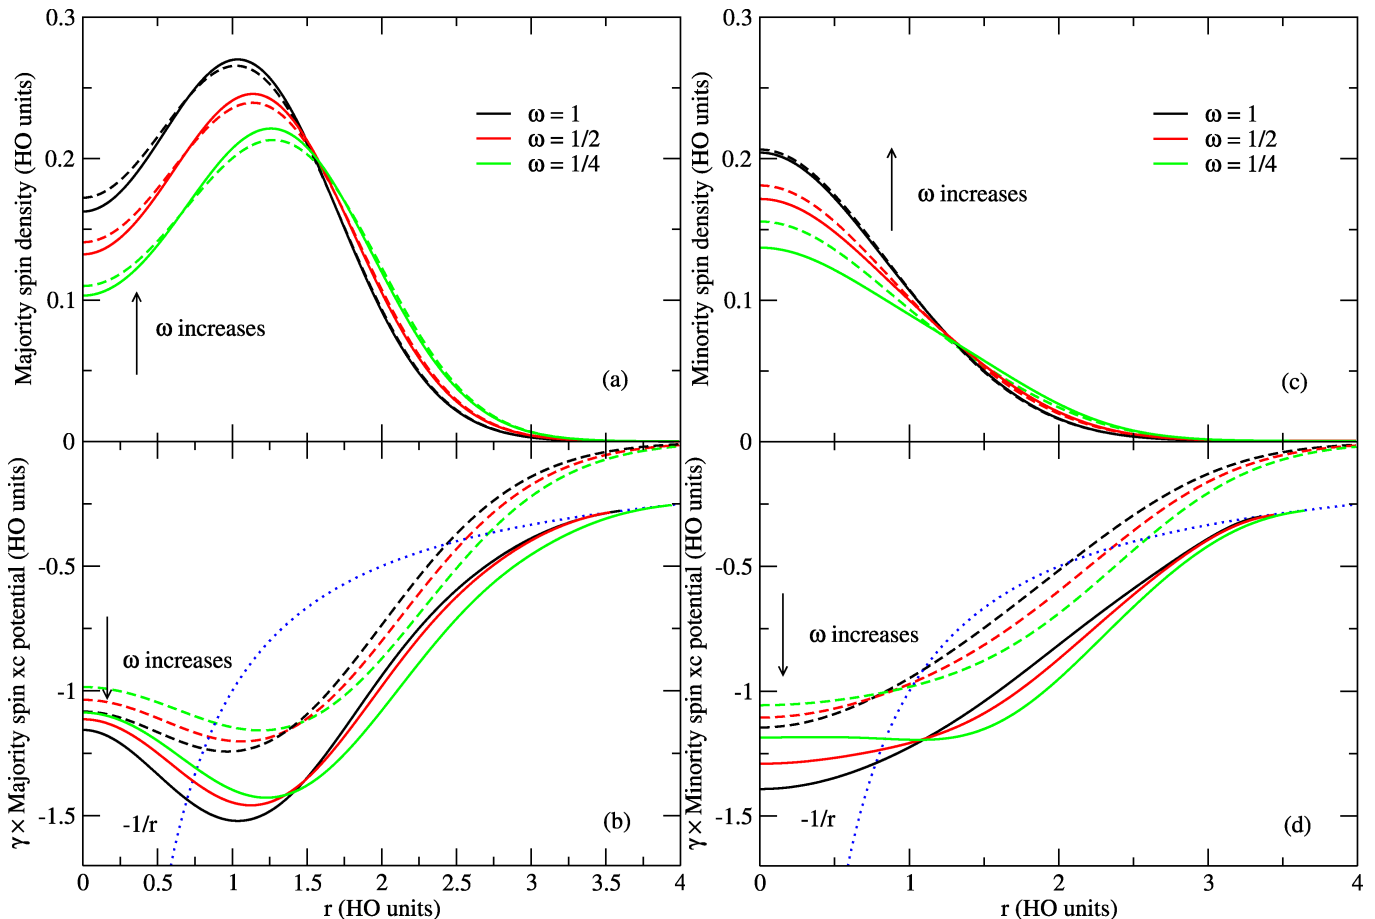 0.3
0.2
0.1
0
-0.5
-1
-1.5
Majority spin density (HO units)
ω = 1
ω = 1/2
ω = 1/4
ω increases
(a)
γ × Majority spin xc potential (HO units)
ω increases
-1/r
(b)
0 0.5 1 1.5 2 2.5 3 3.5 4
r (HO units)
0.3
0.2
0.1
0
-0.5
-1
-1.5
Minority spin density (HO units)
ω = 1
ω = 1/2
ω = 1/4
ω increases
(c)
γ × Minority spin xc potential (HO units)
ω increases
-1/r
(d)
0 1 2 3 4
r (HO units)